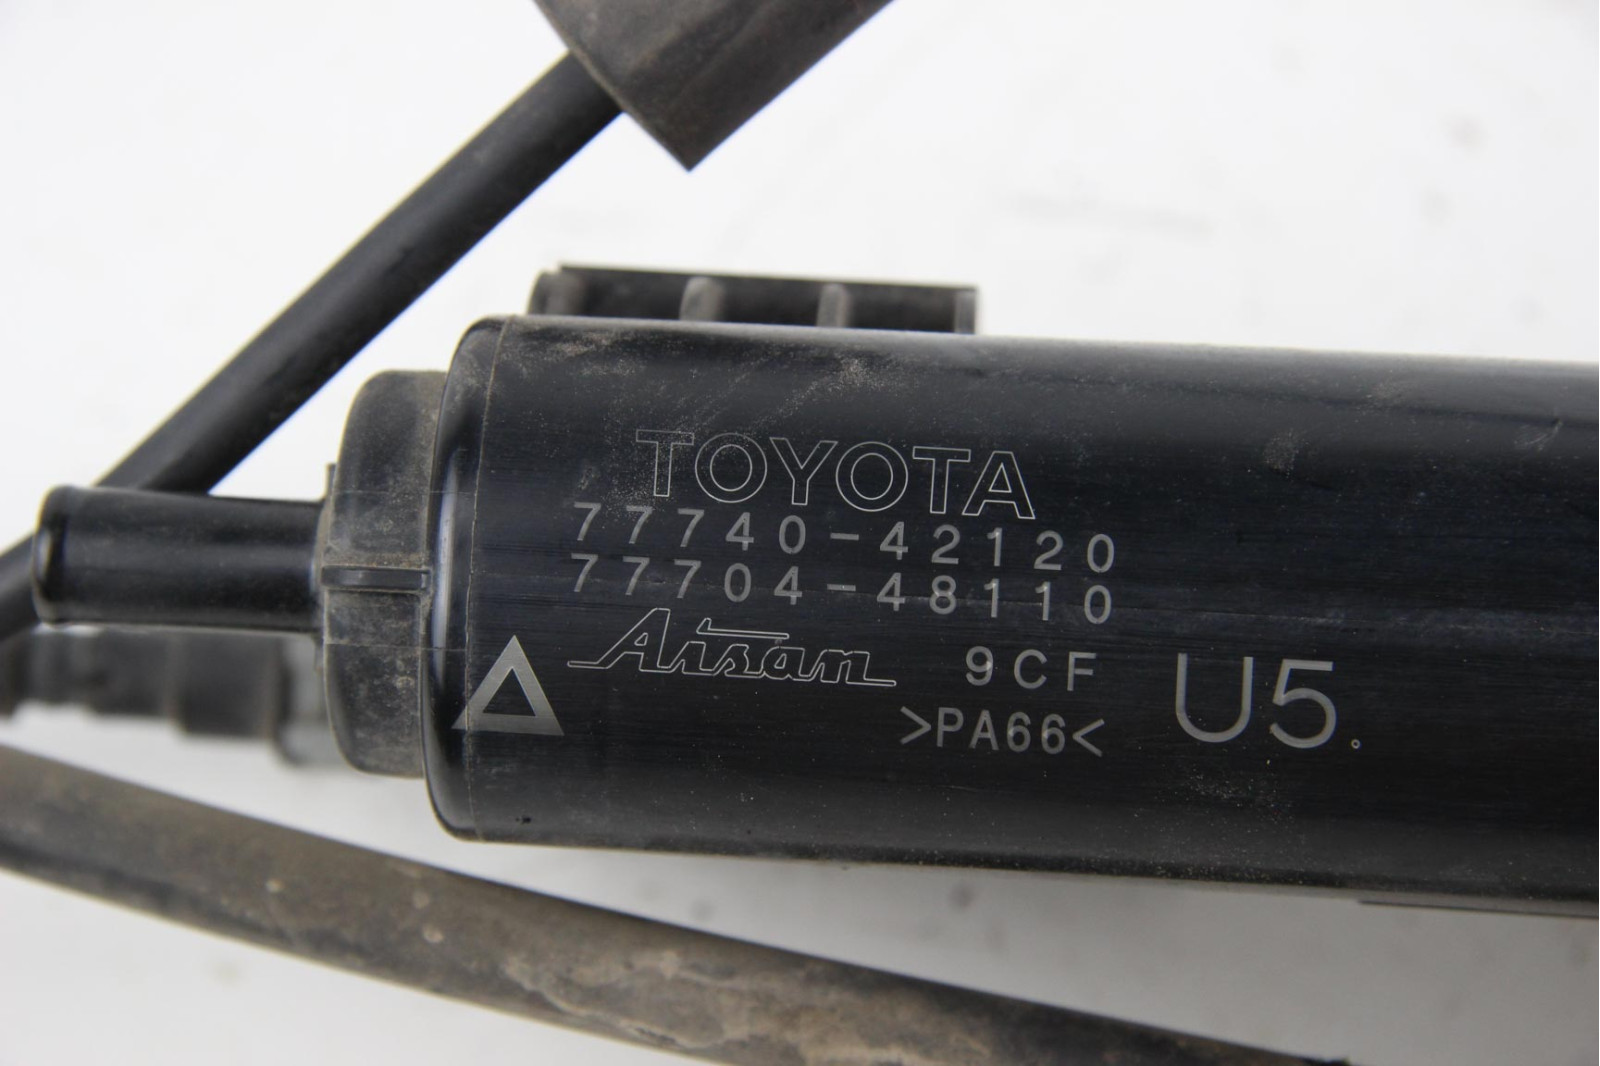 TOYOTA
77740-42120
77704-48110
Aisan 9CF
>PA66< U5.